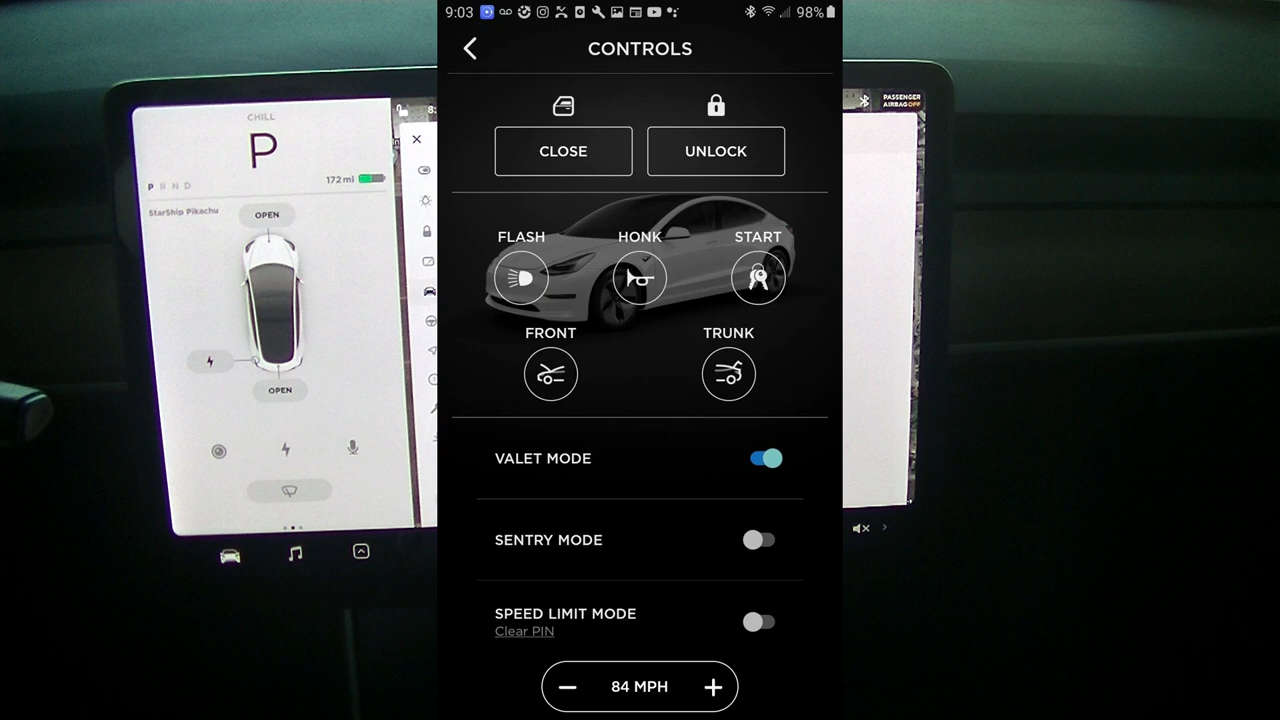 9:03
98%
CONTROLS
CLOSE
UNLOCK
FLASH
HONK
START
FRONT
TRUNK
VALET MODE
SENTRY MODE
SPEED LIMIT MODE
Clear PIN
84 MPH
CHILL
P
P R N D
172 mi
StarShip Pikachu
OPEN
OPEN
8:
PASSENGER
AIRBAG OFF